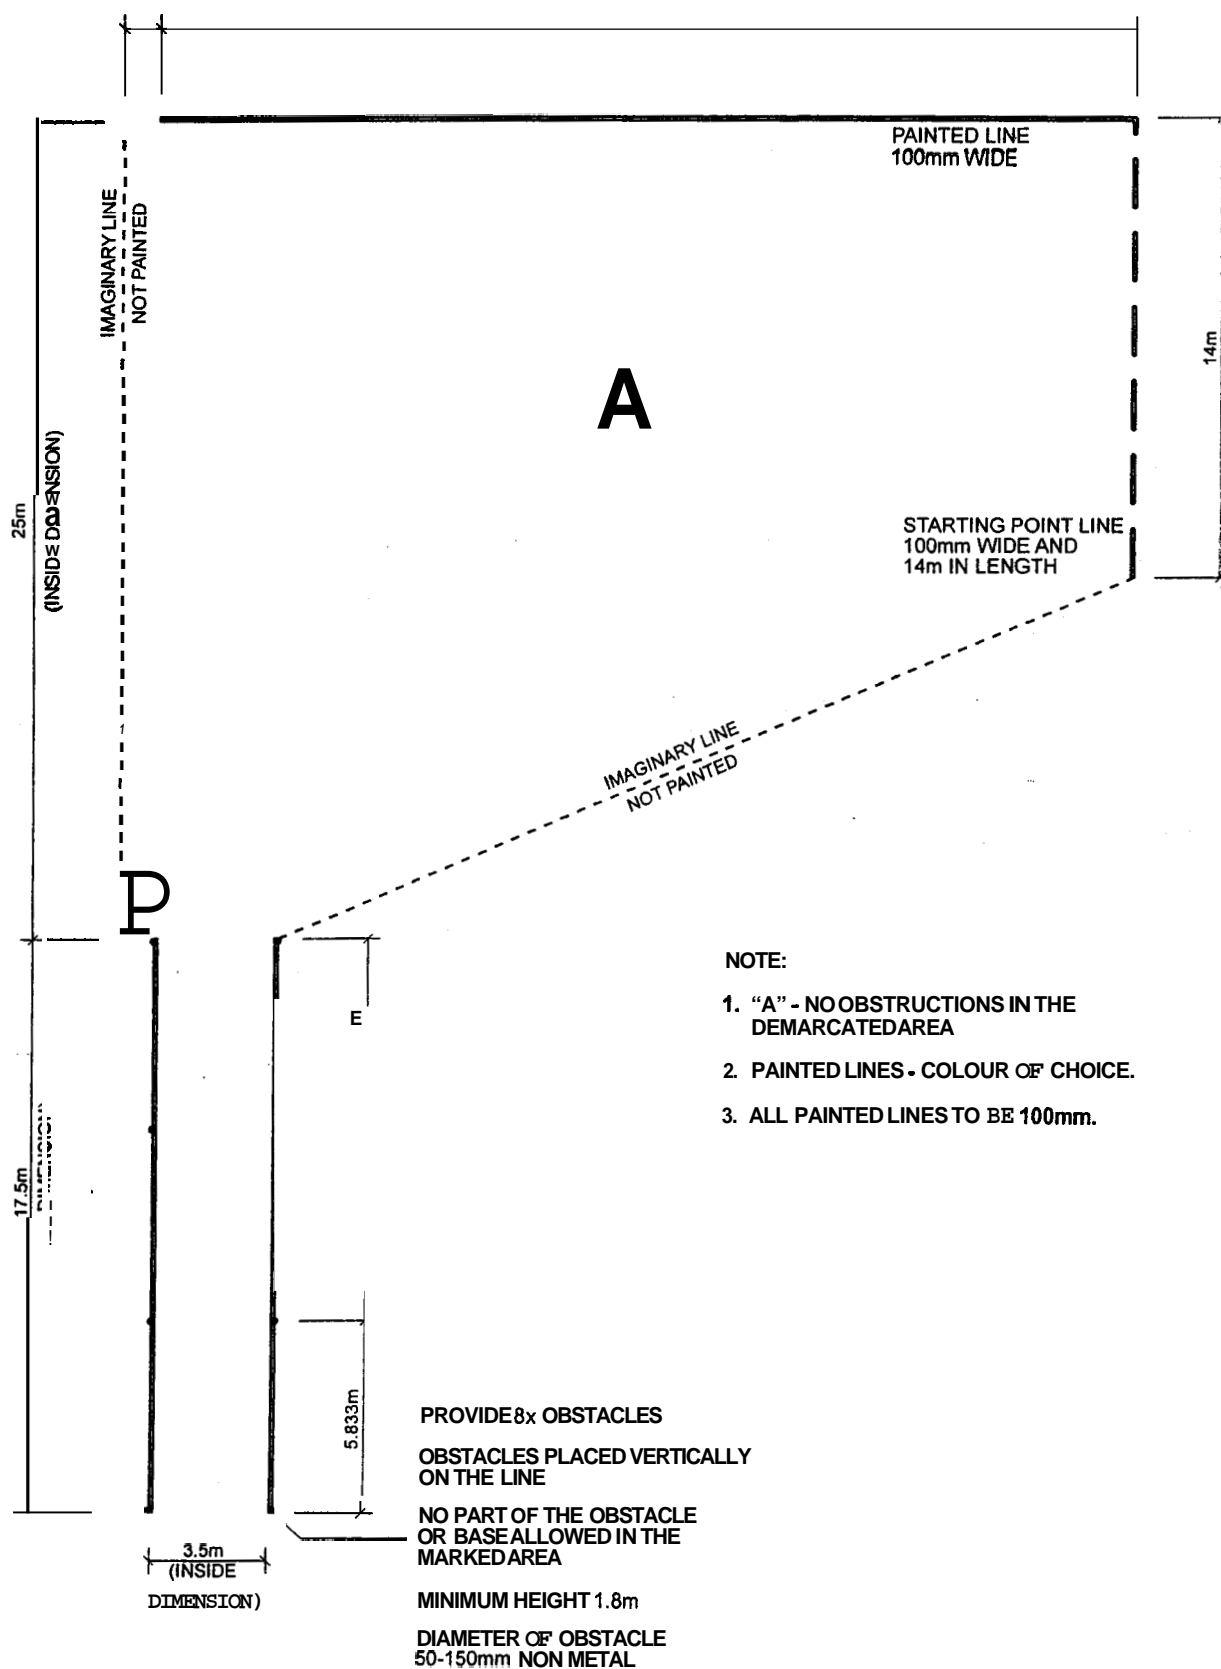 PAINTED LINE
100mm WIDE
IMAGINARY LINE
NOT PAINTED
14m
A
25m
STARTING POINT LINE
100mm WIDE AND
14m IN LENGTH
IMAGINARY LINE
NOT PAINTED
P
E
NOTE:
1. “A” - NO OBSTRUCTIONS IN THE
DEMARCATED AREA
2. PAINTED LINES - COLOUR OF CHOICE.
3. ALL PAINTED LINES TO BE 100mm.
17.5m
5.833m
PROVIDE 8x OBSTACLES
OBSTACLES PLACED VERTICALLY
ON THE LINE
NO PART OF THE OBSTACLE
OR BASE ALLOWED IN THE
MARKED AREA
3.5m
(INSIDE
DIMENSION)
MINIMUM HEIGHT 1.8m
DIAMETER OF OBSTACLE
50-150mm NON METAL